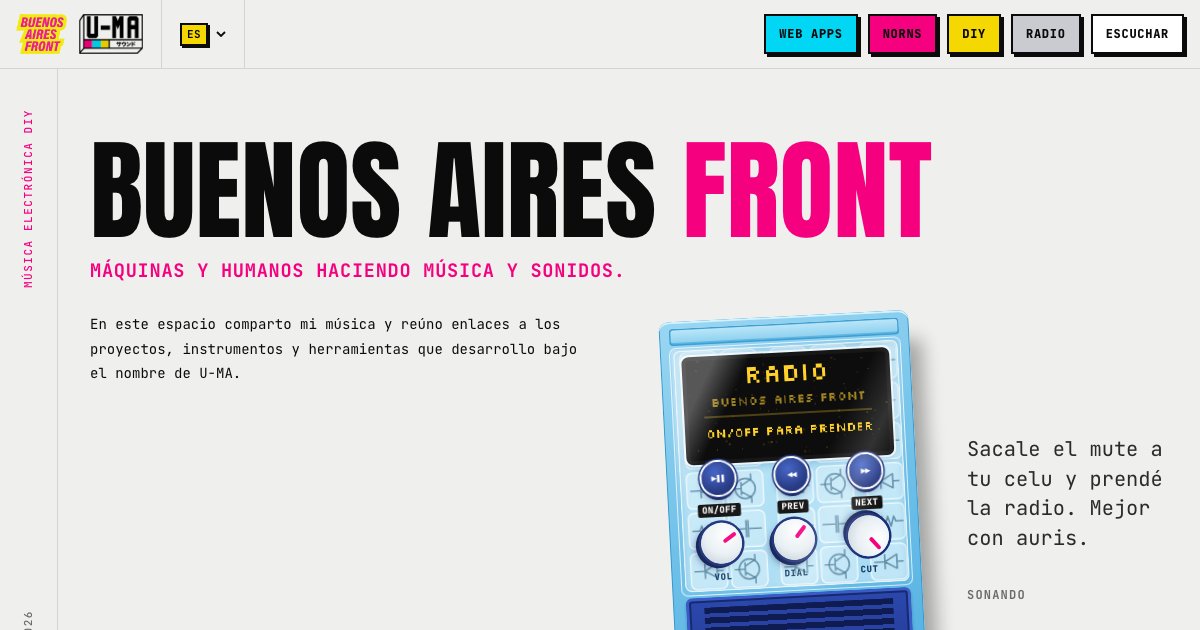 BUENOS
AIRES
FRONT
U-MA
サウンド
ES
WEB APPS
NORNS
DIY
RADIO
ESCUCHAR
MÚSICA ELECTRÓNICA DIY
BUENOS AIRES FRONT
MÁQUINAS Y HUMANOS HACIENDO MÚSICA Y SONIDOS.
En este espacio comparto mi música y reúno enlaces a los
proyectos, instrumentos y herramientas que desarrollo bajo
el nombre de U-MA.
RADIO
BUENOS AIRES FRONT
ON/OFF PARA PRENDER
ON/OFF
PREV
NEXT
VOL
DIAL
CUT
Sacale el mute a
tu celu y prendé
la radio. Mejor
con auris.
SONANDO